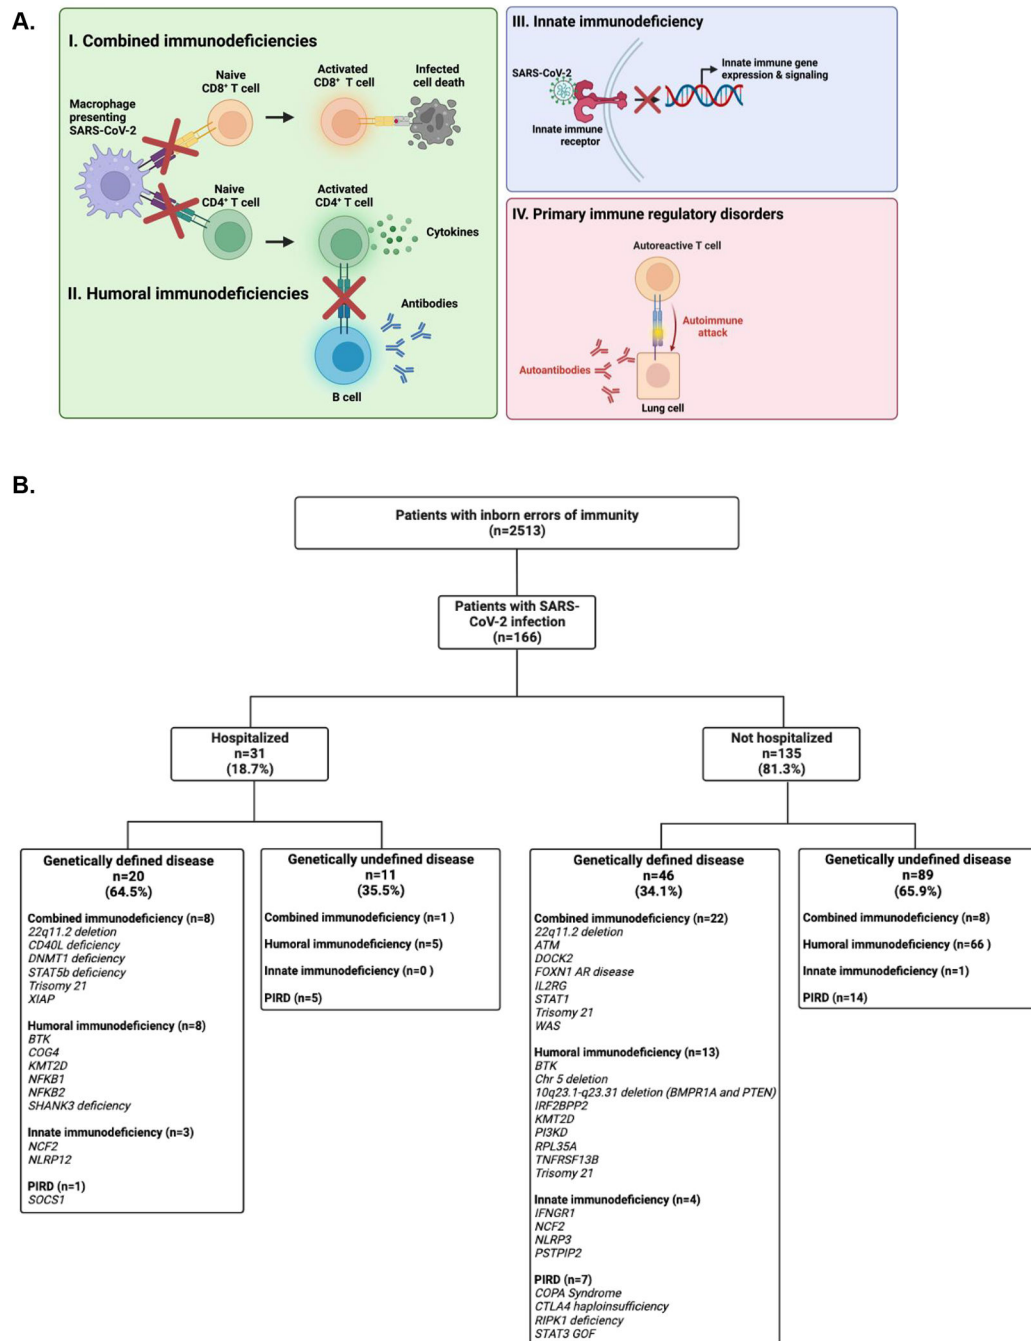 A.
I. Combined immunodeficiencies
Macrophage
presenting
SARS-CoV-2
Naive
CD8+ T cell
Activated
CD8+ T cell
Infected
cell death
Naive
CD4+ T cell
Activated
CD4+ T cell
Cytokines
II. Humoral immunodeficiencies
Antibodies
B cell
III. Innate immunodeficiency
SARS-CoV-2
Innate immune gene
expression & signaling
Innate immune
receptor
IV. Primary immune regulatory disorders
Autoreactive T cell
Autoimmune
attack
Autoantibodies
Lung cell
B.
Patients with inborn errors of immunity
(n=2513)
Patients with SARS-
CoV-2 infection
(n=166)
Hospitalized
n=31
(18.7%)
Not hospitalized
n=135
(81.3%)
Genetically defined disease
n=20
(64.5%)
Combined immunodeficiency (n=8)
22q11.2 deletion
CD40L deficiency
DNMT1 deficiency
STAT5b deficiency
Trisomy 21
XIAP
Humoral immunodeficiency (n=8)
BTK
COG4
KMT2D
NFKB1
NFKB2
SHANK3 deficiency
Innate immunodeficiency (n=3)
NCF2
NLRP12
PIRD (n=1)
SOCS1
Genetically undefined disease
n=11
(35.5%)
Combined immunodeficiency (n=1 )
Humoral immunodeficiency (n=5)
Innate immunodeficiency (n=0 )
PIRD (n=5)
Genetically defined disease
n=46
(34.1%)
Combined immunodeficiency (n=22)
22q11.2 deletion
ATM
DOCK2
FOXN1 AR disease
IL2RG
STAT1
Trisomy 21
WAS
Humoral immunodeficiency (n=13)
BTK
Chr 5 deletion
10q23.1-q23.31 deletion (BMPR1A and PTEN)
IRF2BPP2
KMT2D
PI3KD
RPL35A
TNFRSF13B
Trisomy 21
Innate immunodeficiency (n=4)
IFNGR1
NCF2
NLRP3
PSTPIP2
PIRD (n=7)
COPA Syndrome
CTLA4 haploinsufficiency
RIPK1 deficiency
STAT3 GOF
Genetically undefined disease
n=89
(65.9%)
Combined immunodeficiency (n=8)
Humoral immunodeficiency (n=66 )
Innate immunodeficiency (n=1)
PIRD (n=14)